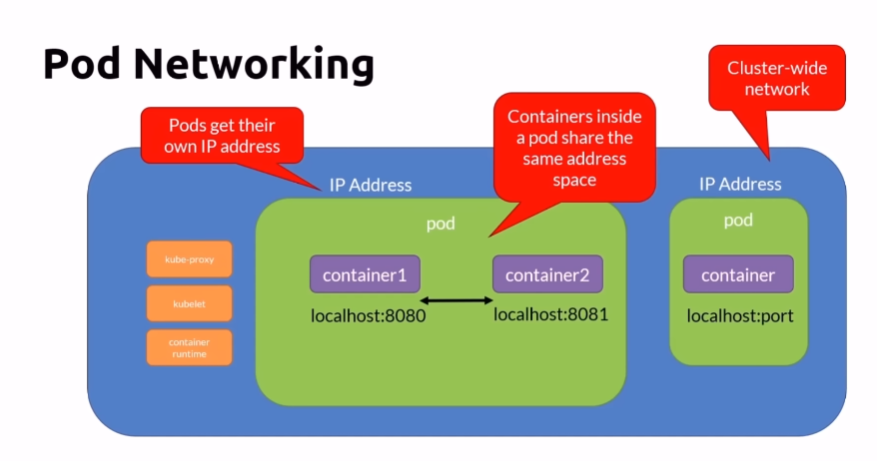 Pod Networking
Cluster-wide
network
Pods get their
own IP address
Containers inside
a pod share the
same address
space
IP Address
IP Address
pod
pod
kube-proxy
kubelet
container
runtime
container1
container2
container
localhost:8080
localhost:8081
localhost:port